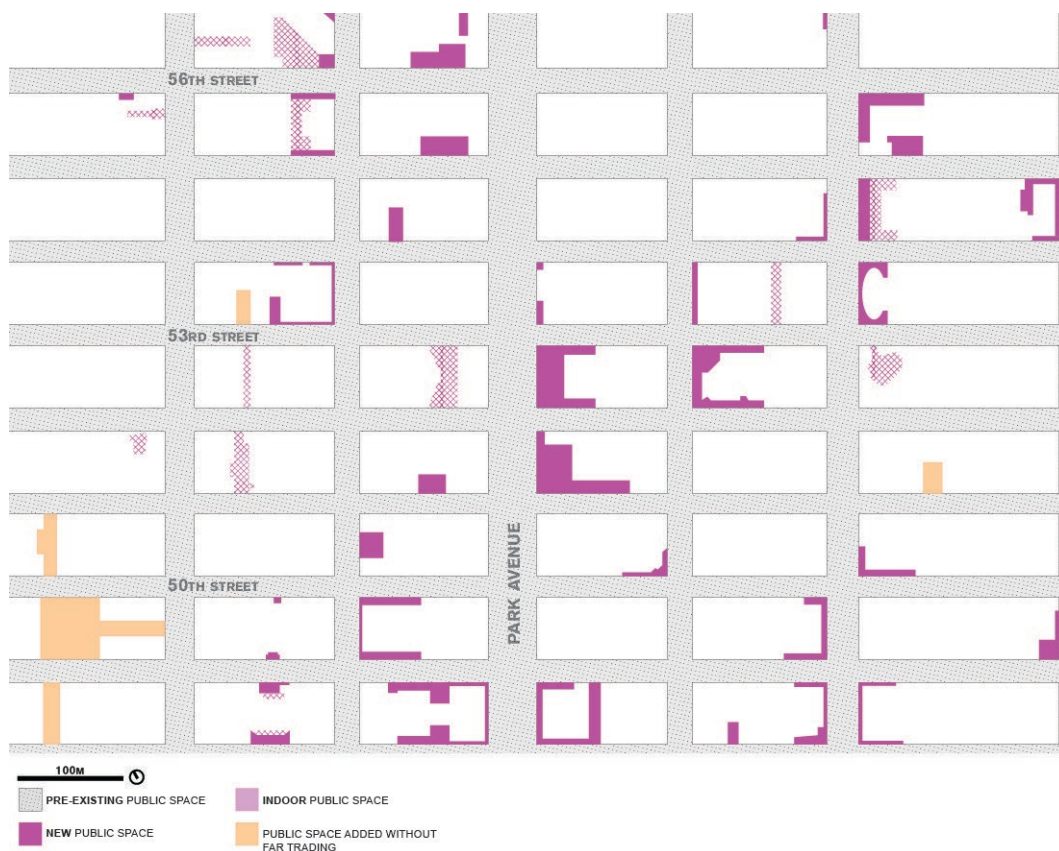 56TH STREET
53RD STREET
50TH STREET
PARK AVENUE
100M
PRE-EXISTING PUBLIC SPACE
INDOOR PUBLIC SPACE
NEW PUBLIC SPACE
PUBLIC SPACE ADDED WITHOUT
FAR TRADING